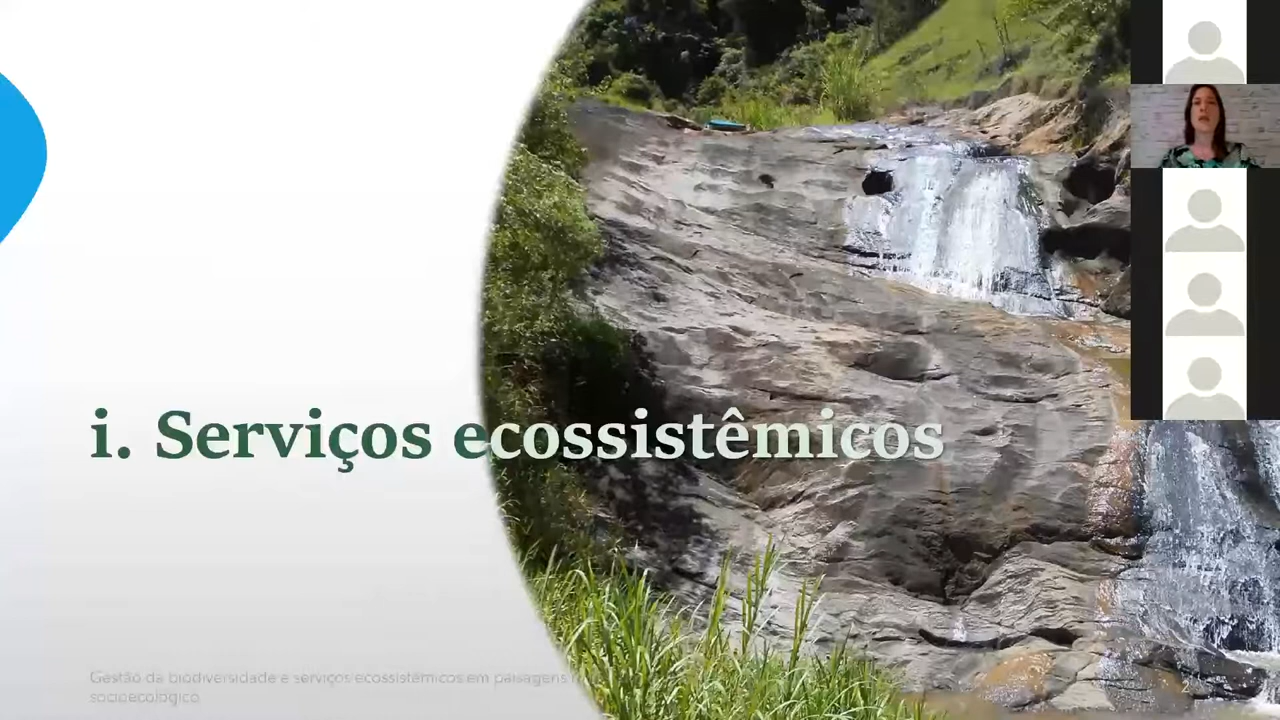 i. Serviços ecossistêmicos
Gestão da biodiversidade e serviços ecossistêmicos em paisagens
socioecológico